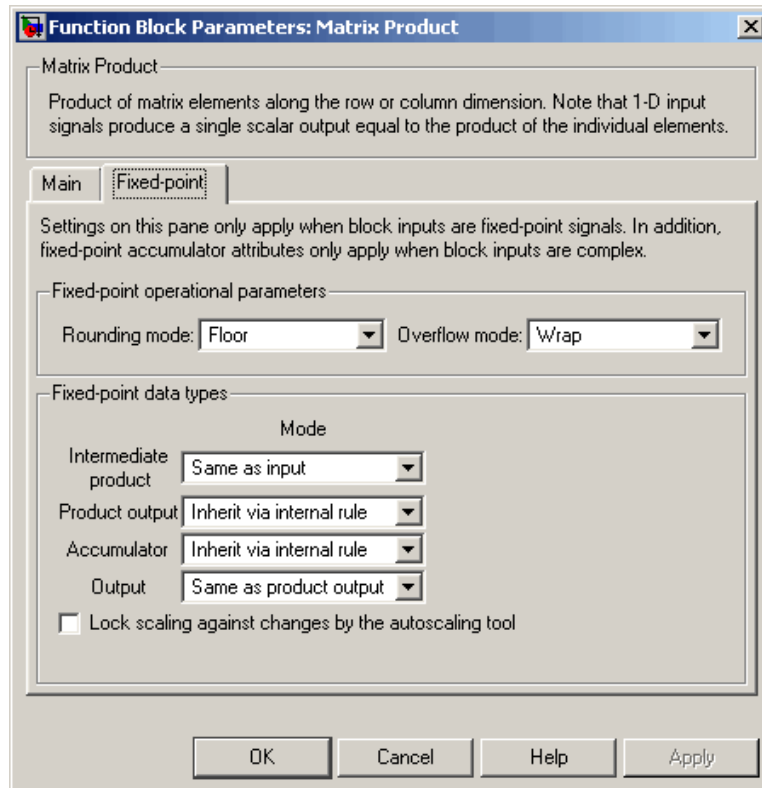 Function Block Parameters: Matrix Product
Matrix Product
Product of matrix elements along the row or column dimension. Note that 1-D input
signals produce a single scalar output equal to the product of the individual elements.
Main Fixed-point
Settings on this pane only apply when block inputs are fixed-point signals. In addition,
fixed-point accumulator attributes only apply when block inputs are complex.
Fixed-point operational parameters
Rounding mode: Floor Overflow mode: Wrap
Fixed-point data types
Mode
Intermediate
product Same as input
Product output Inherit via internal rule
Accumulator Inherit via internal rule
Output Same as product output
Lock scaling against changes by the autoscaling tool
OK Cancel Help Apply